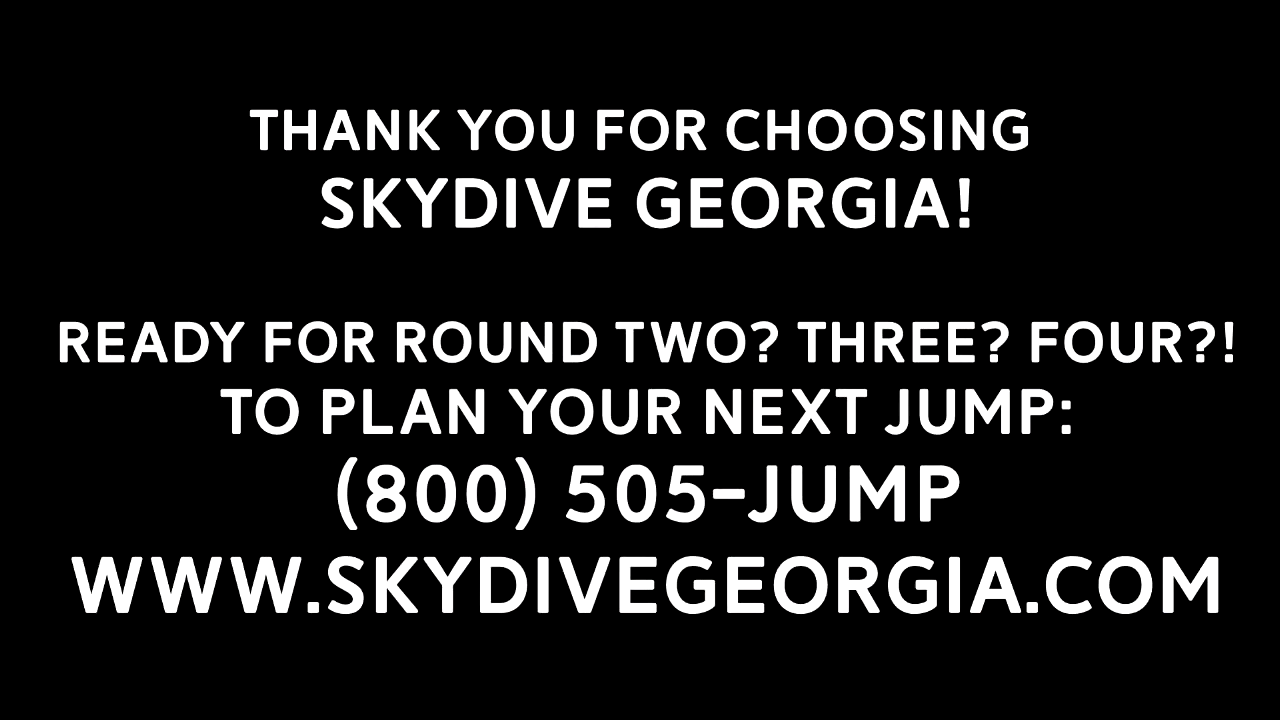 THANK YOU FOR CHOOSING
SKYDIVE GEORGIA!
READY FOR ROUND TWO? THREE? FOUR?!
TO PLAN YOUR NEXT JUMP:
(800) 505-JUMP
WWW.SKYDIVEGEORGIA.COM